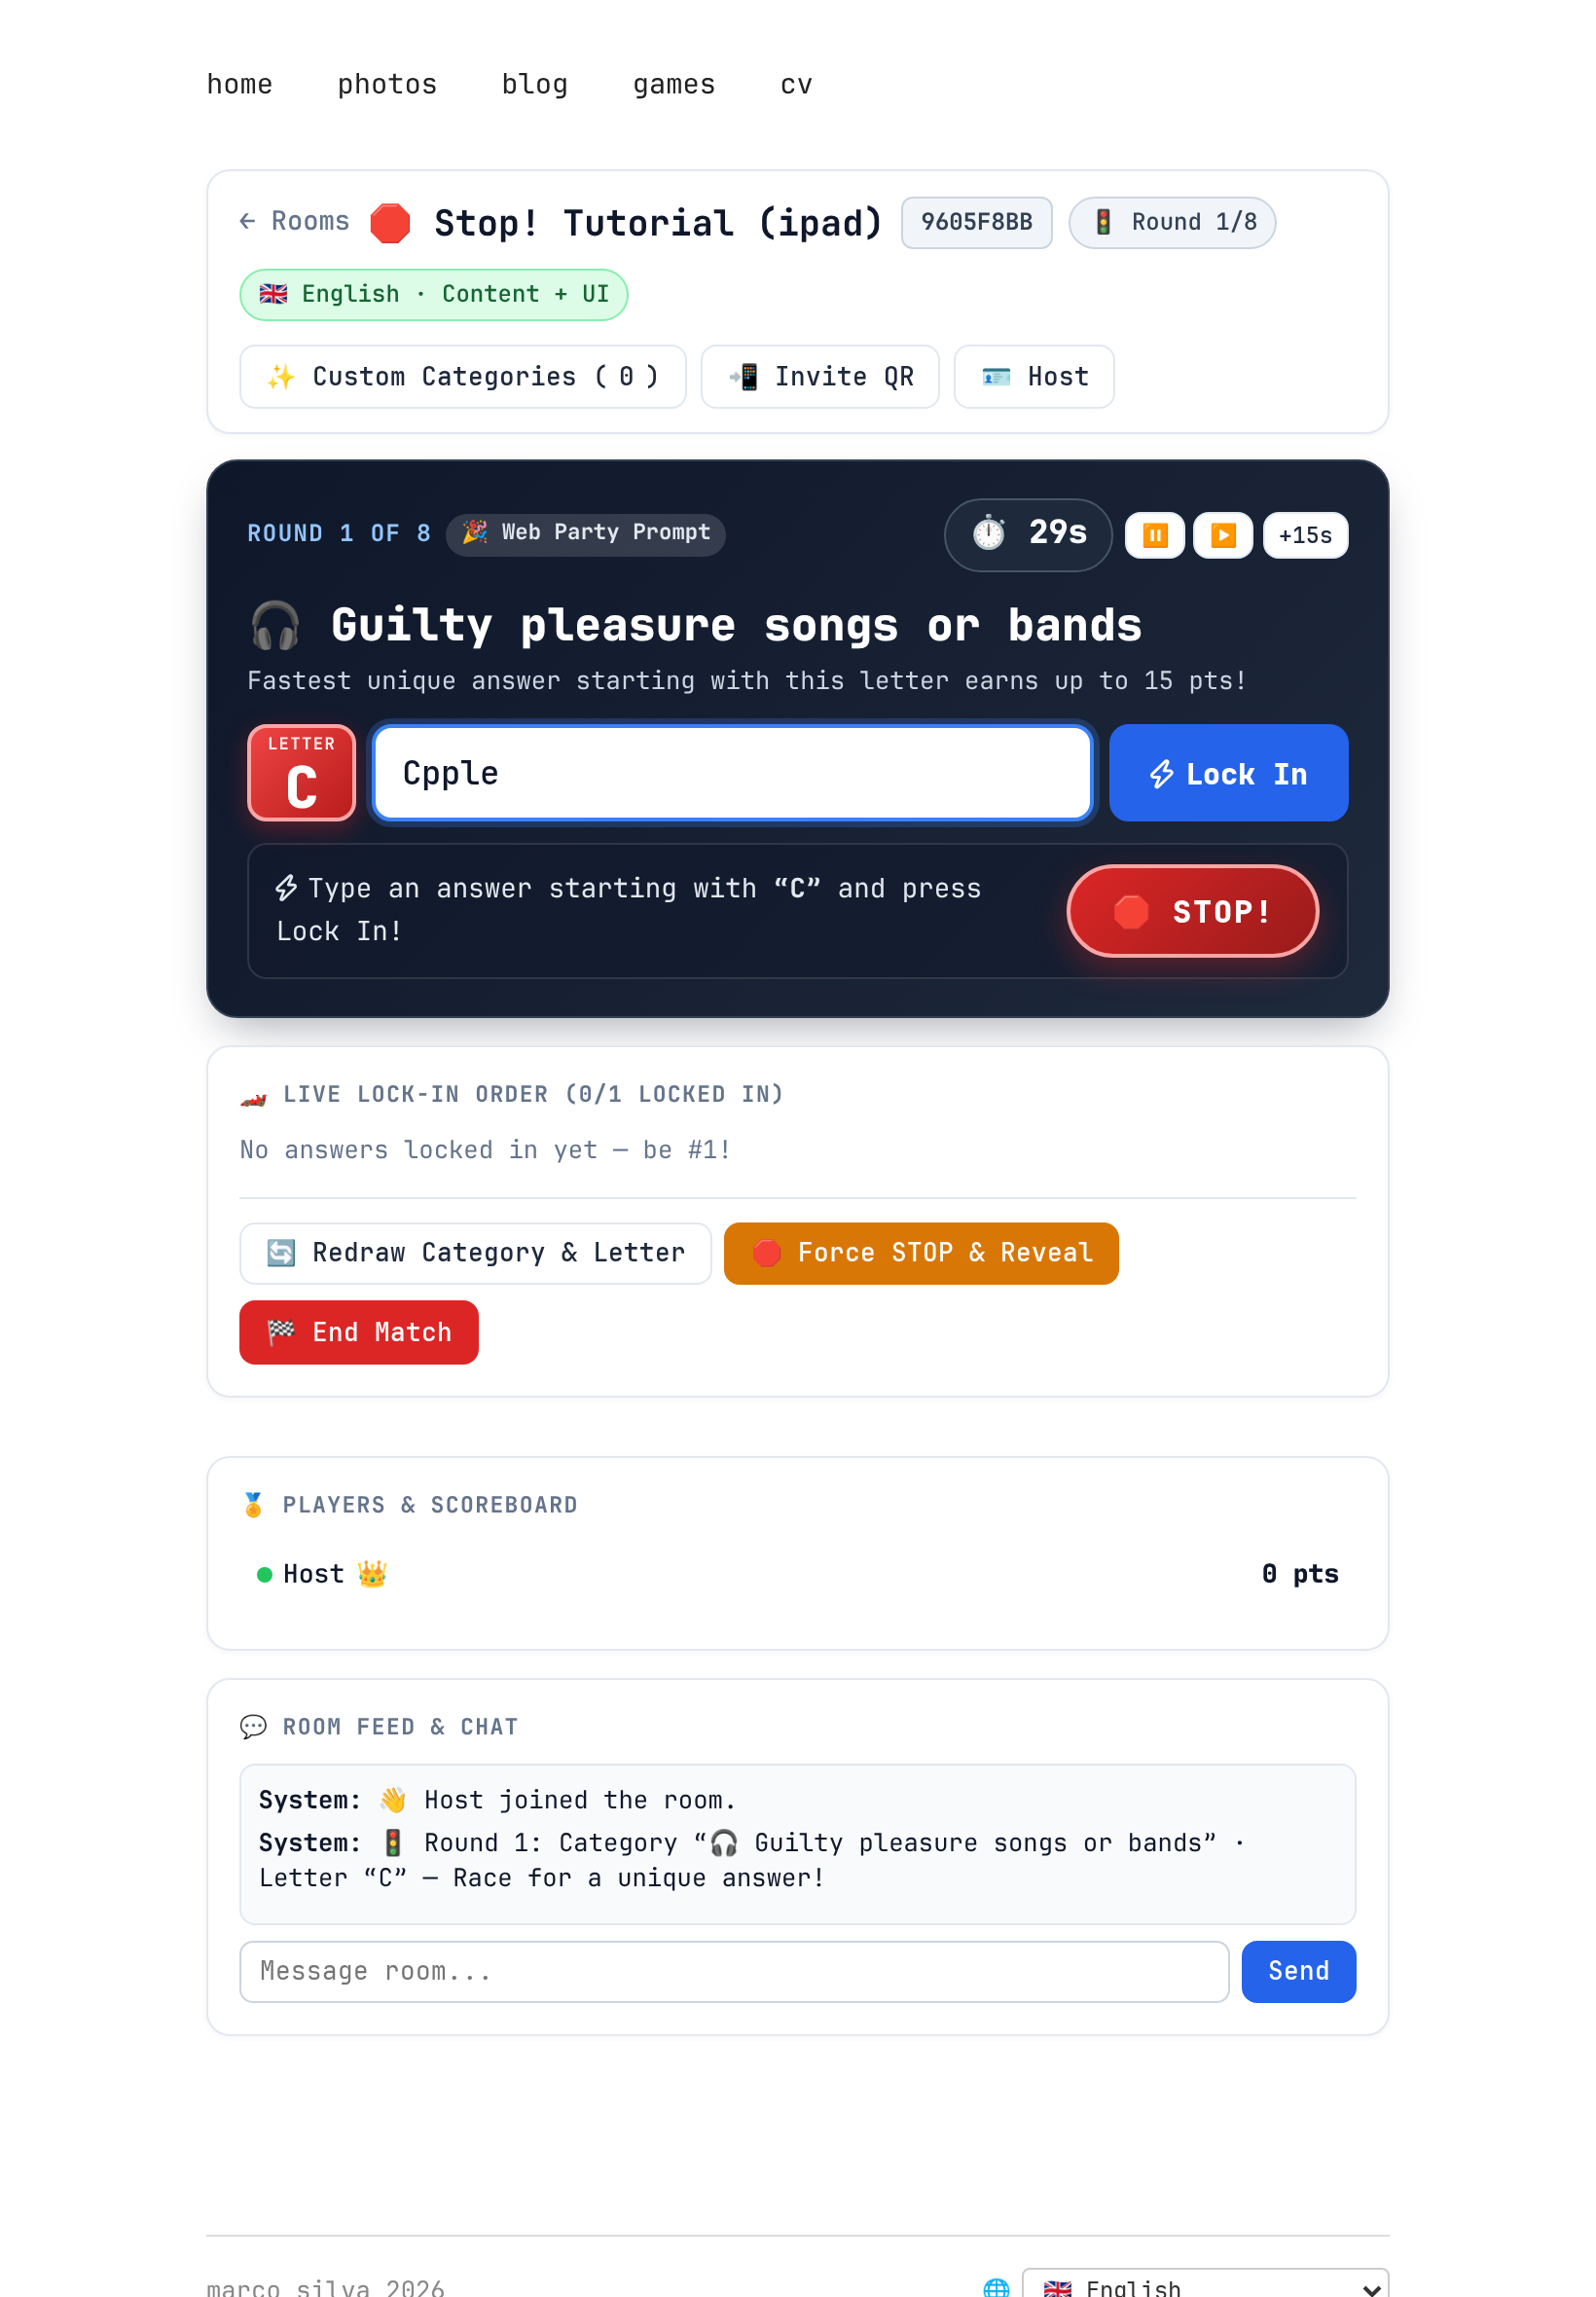 home photos blog games cv
← Rooms 🛑 Stop! Tutorial (ipad) 9605F8BB 🚦 Round 1/8
🇬🇧 English · Content + UI
✨ Custom Categories ( 0 ) 📲 Invite QR 🪪 Host
ROUND 1 OF 8 🎉 Web Party Prompt ⏱️ 29s ⏸️ ▶️ +15s
🎧 Guilty pleasure songs or bands
Fastest unique answer starting with this letter earns up to 15 pts!
LETTER
C
Cpple
⚡ Lock In
⚡ Type an answer starting with “C” and press
Lock In!
🛑 STOP!
🏎️ LIVE LOCK-IN ORDER (0/1 LOCKED IN)
No answers locked in yet — be #1!
🔄 Redraw Category & Letter 🛑 Force STOP & Reveal
🏁 End Match
🏅 PLAYERS & SCOREBOARD
Host 👑 0 pts
💬 ROOM FEED & CHAT
System: 👋 Host joined the room.
System: 🚦 Round 1: Category “🎧 Guilty pleasure songs or bands” ·
Letter “C” — Race for a unique answer!
Message room... Send
marco silva 2026 🌐 🇬🇧 English